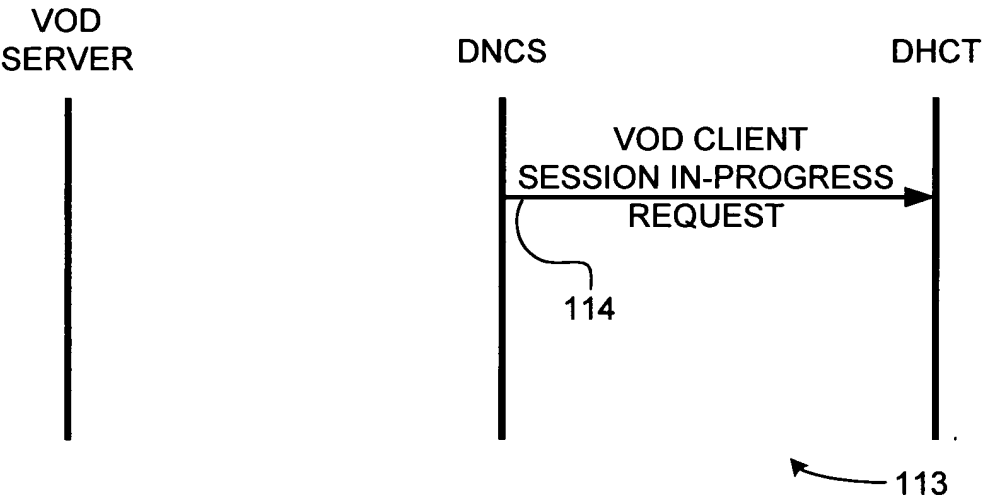 VOD
SERVER
DNCS
DHCT
VOD CLIENT
SESSION IN-PROGRESS
REQUEST
114
113